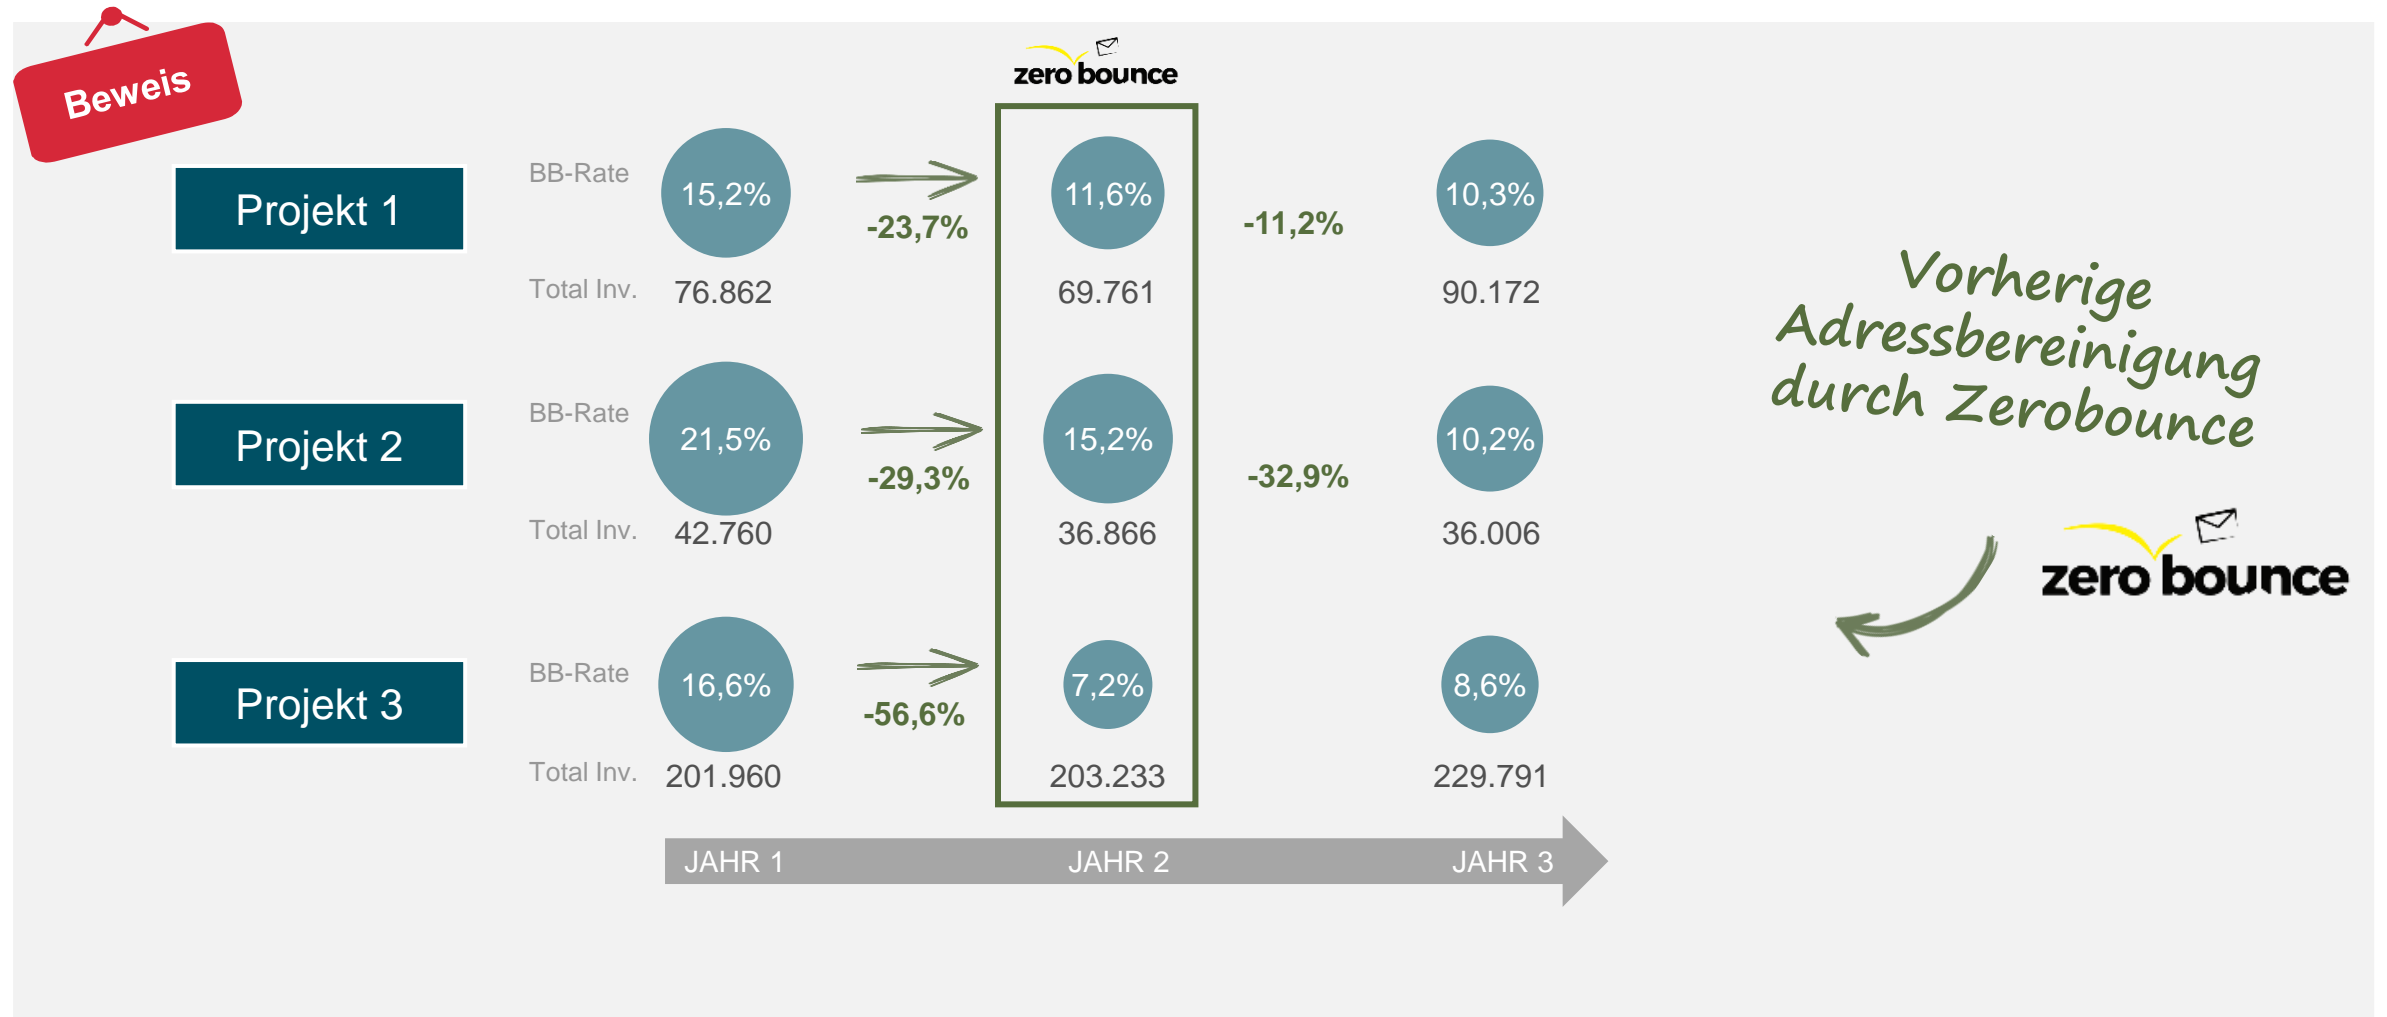 Beweis
zero bounce
Projekt 1
BB-Rate
15,2%
-23,7%
11,6%
-11,2%
10,3%
Total Inv.
76.862
69.761
90.172
Projekt 2
BB-Rate
21,5%
-29,3%
15,2%
-32,9%
10,2%
Total Inv.
42.760
36.866
36.006
Projekt 3
BB-Rate
16,6%
-56,6%
7,2%
8,6%
Total Inv.
201.960
203.233
229.791
JAHR 1
JAHR 2
JAHR 3
Vorherige
Adressbereinigung
durch Zerobounce
zero bounce